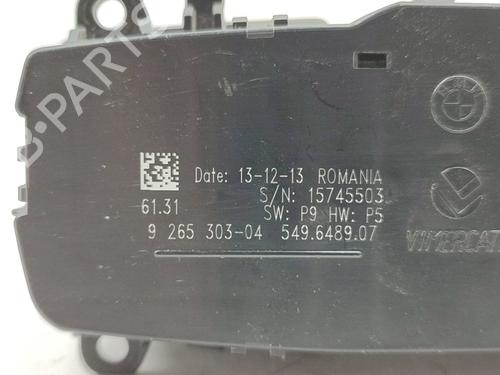 B-PARTS
Date: 13-12-13 ROMANIA
S/N: 15745503
61.31
SW: P9 HW: P5
9 265 303-04 549.6489.07